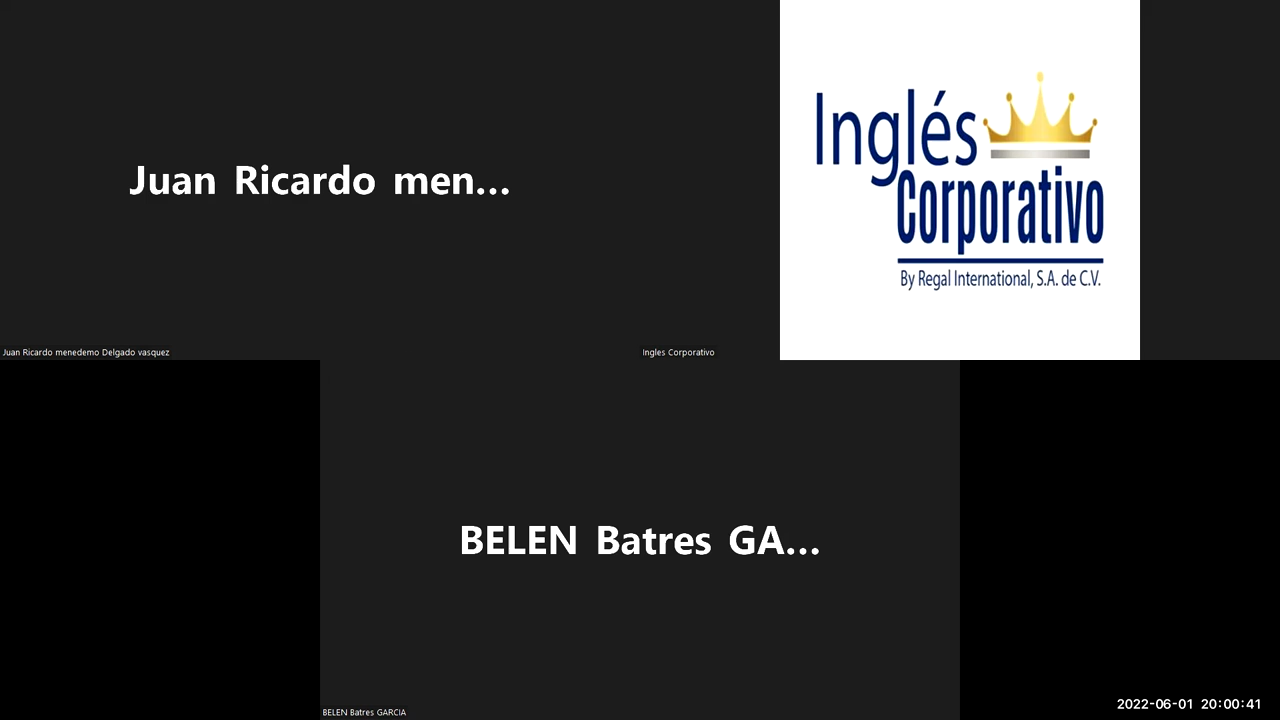 Juan Ricardo men...
Juan Ricardo menedemo Delgado vasquez
Inglés
Corporativo
By Regal International, S.A. de C.V.
Ingles Corporativo
BELEN Batres GA...
BELEN Batres GARCIA
2022-06-01 20:00:41